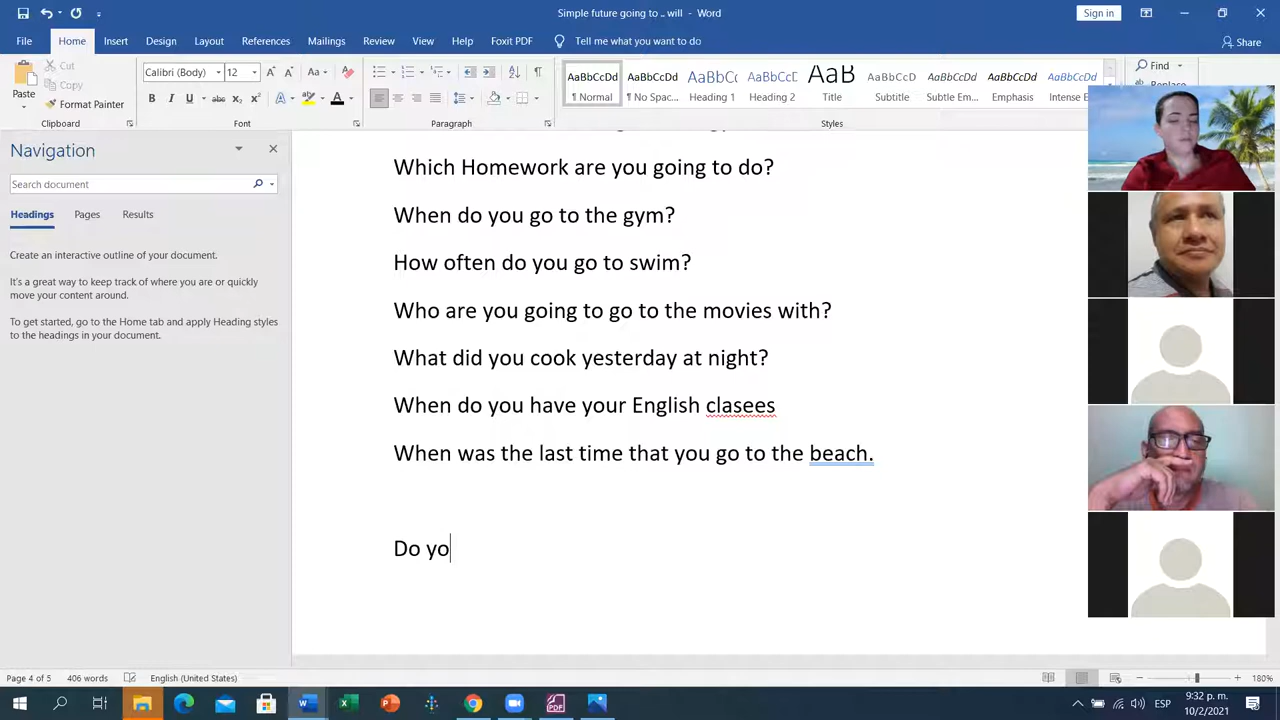 Simple future going to .. will - Word
Sign in
File Home Insert Design Layout References Mailings Review View Help Foxit PDF Tell me what you want to do Share
Paste
Cut
Copy
Format Painter
Clipboard
Calibri (Body) 12
Font
Paragraph
AaBbCcDd AaBbCcDd AaBbCc AaBbCcD AaB AaBbCcDd AaBbCcDd AaBbCcDd AaBbCcDd
¶ Normal ¶ No Spac... Heading 1 Heading 2 Title Subtitle Subtle Em... Emphasis Intense E
Styles
Find
Replace
Navigation
Search document
Headings Pages Results
Create an interactive outline of your document.
It's a great way to keep track of where you are or quickly
move your content around.
To get started, go to the Home tab and apply Heading styles
to the headings in your document.
Which Homework are you going to do?
When do you go to the gym?
How often do you go to swim?
Who are you going to go to the movies with?
What did you cook yesterday at night?
When do you have your English clasees
When was the last time that you go to the beach.
Do yo
Page 4 of 5 406 words English (United States) 180%
ESP
9:32 p. m.
10/2/2021